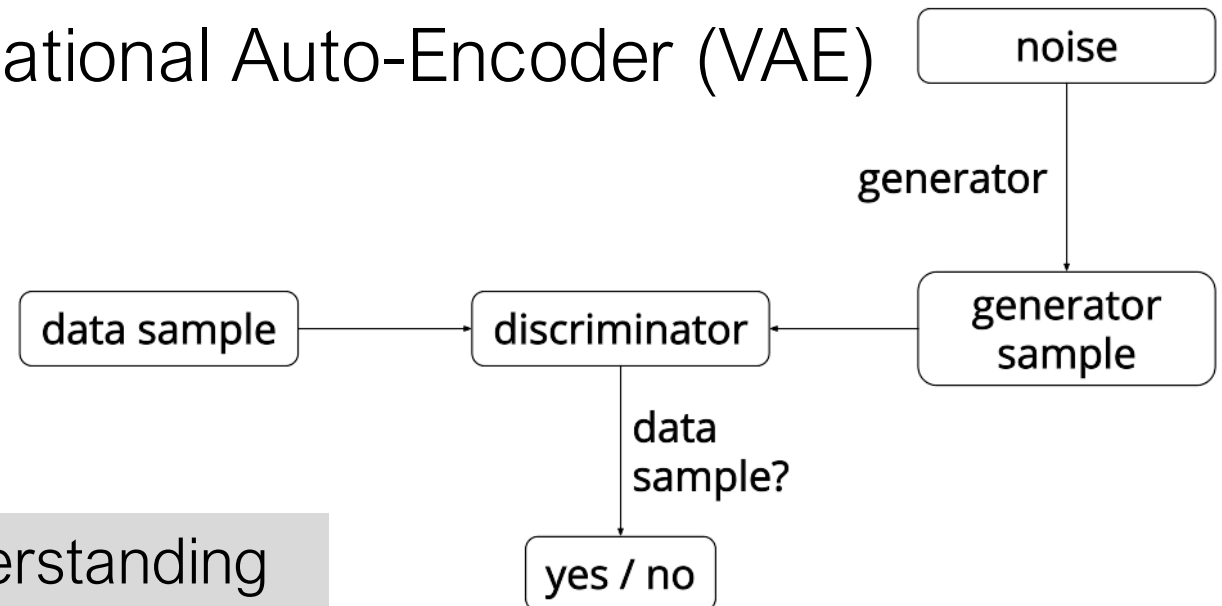 ational Auto-Encoder (VAE)
noise
generator
data sample
discriminator
generator
sample
data
sample?
erstanding
yes / no